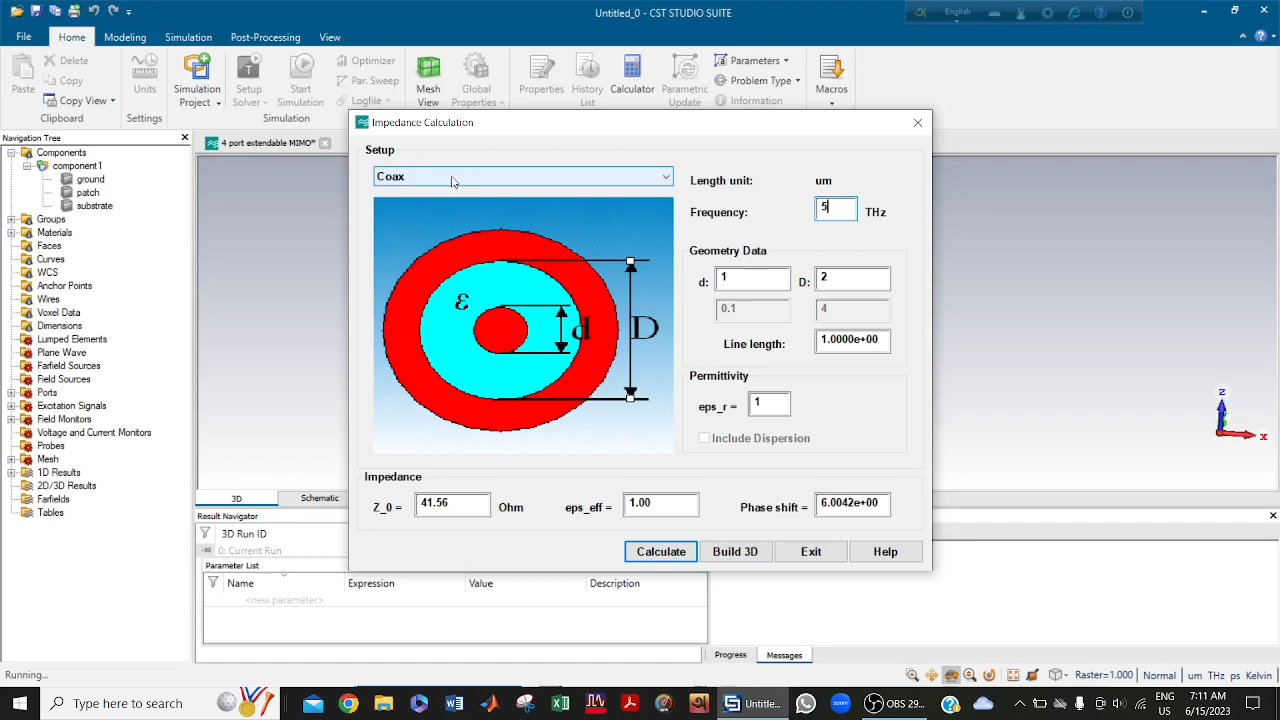 Untitled_0 - CST STUDIO SUITE
English
File Home Modeling Simulation Post-Processing View
Paste
Delete
Copy
Copy View
Clipboard
Units
Settings
Simulation
Project
Setup
Solver
Start
Simulation
Optimizer
Par. Sweep
Logfile
Simulation
Mesh
View
Global
Properties
Properties
History
List
Calculator
Parametric
Update
Parameters
Problem Type
Information
Macros
Navigation Tree
Components
component1
ground
patch
substrate
Groups
Materials
Faces
Curves
WCS
Anchor Points
Wires
Voxel Data
Dimensions
Lumped Elements
Plane Wave
Farfield Sources
Field Sources
Ports
Excitation Signals
Field Monitors
Voltage and Current Monitors
Probes
Mesh
1D Results
2D/3D Results
Farfields
Tables
4 port extendable MIMO*
Impedance Calculation
Setup
Coax
ε
d
D
Length unit: um
Frequency: 5 THz
Geometry Data
d: 1 D: 2
0.1 4
Line length: 1.0000e+00
Permittivity
eps_r = 1
Include Dispersion
Impedance
Z_0 = 41.56 Ohm eps_eff = 1.00 Phase shift = 6.0042e+00
Calculate Build 3D Exit Help
z
x
3D Schematic
Result Navigator
3D Run ID
0: Current Run
Parameter List
Name Expression Value Description
<new parameter>
Progress Messages
Running...
Raster=1.000 Normal um THz ps Kelvin
Type here to search
Untitle...
zoom
OBS 29...
ENG
US
7:11 AM
6/15/2023